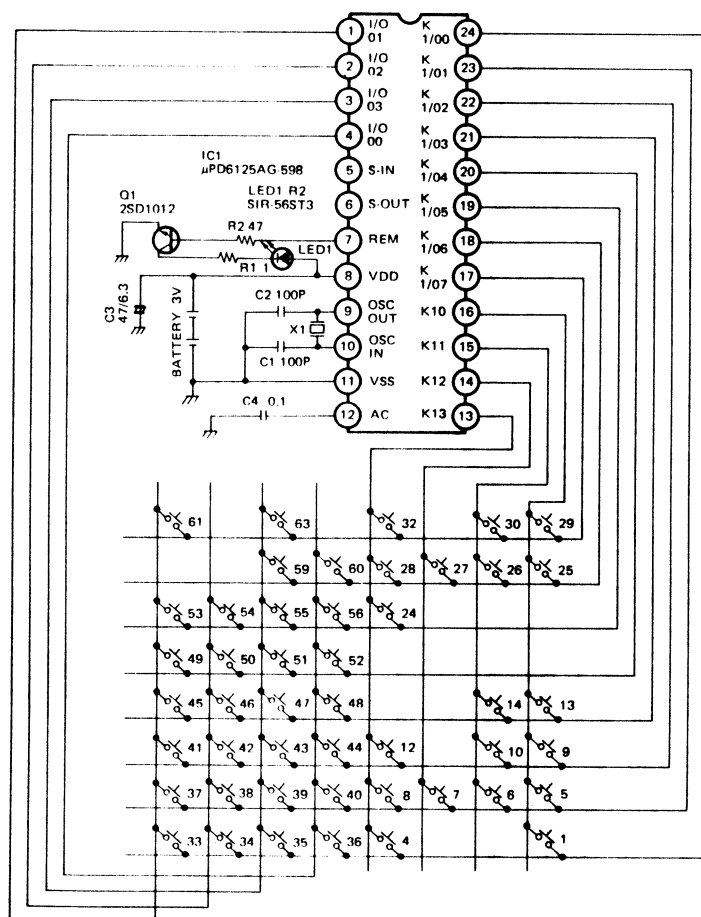 1 I/O 01
2 I/O 02
3 I/O 03
4 I/O 00
5 S-IN
6 S-OUT
7 REM
8 VDD
9 OSC OUT
10 OSC IN
11 VSS
12 AC
K 1/00 24
K 1/01 23
K 1/02 22
K 1/03 21
K 1/04 20
K 1/05 19
K 1/06 18
K 1/07 17
K10 16
K11 15
K12 14
K13 13
IC1
μPD6125AG-598
LED1 R2
SIR-56ST3
Q1
2SD1012
R2 47
LED1
R1 1
C3
47/6.3
BATTERY 3V
C2 100P
X1
C1 100P
C4 0.1
61 63 32 30 29
59 60 28 27 26 25
53 54 55 56 24
49 50 51 52
45 46 47 48 14 13
41 42 43 44 12 10 9
37 38 39 40 8 7 6 5
33 34 35 36 4 1